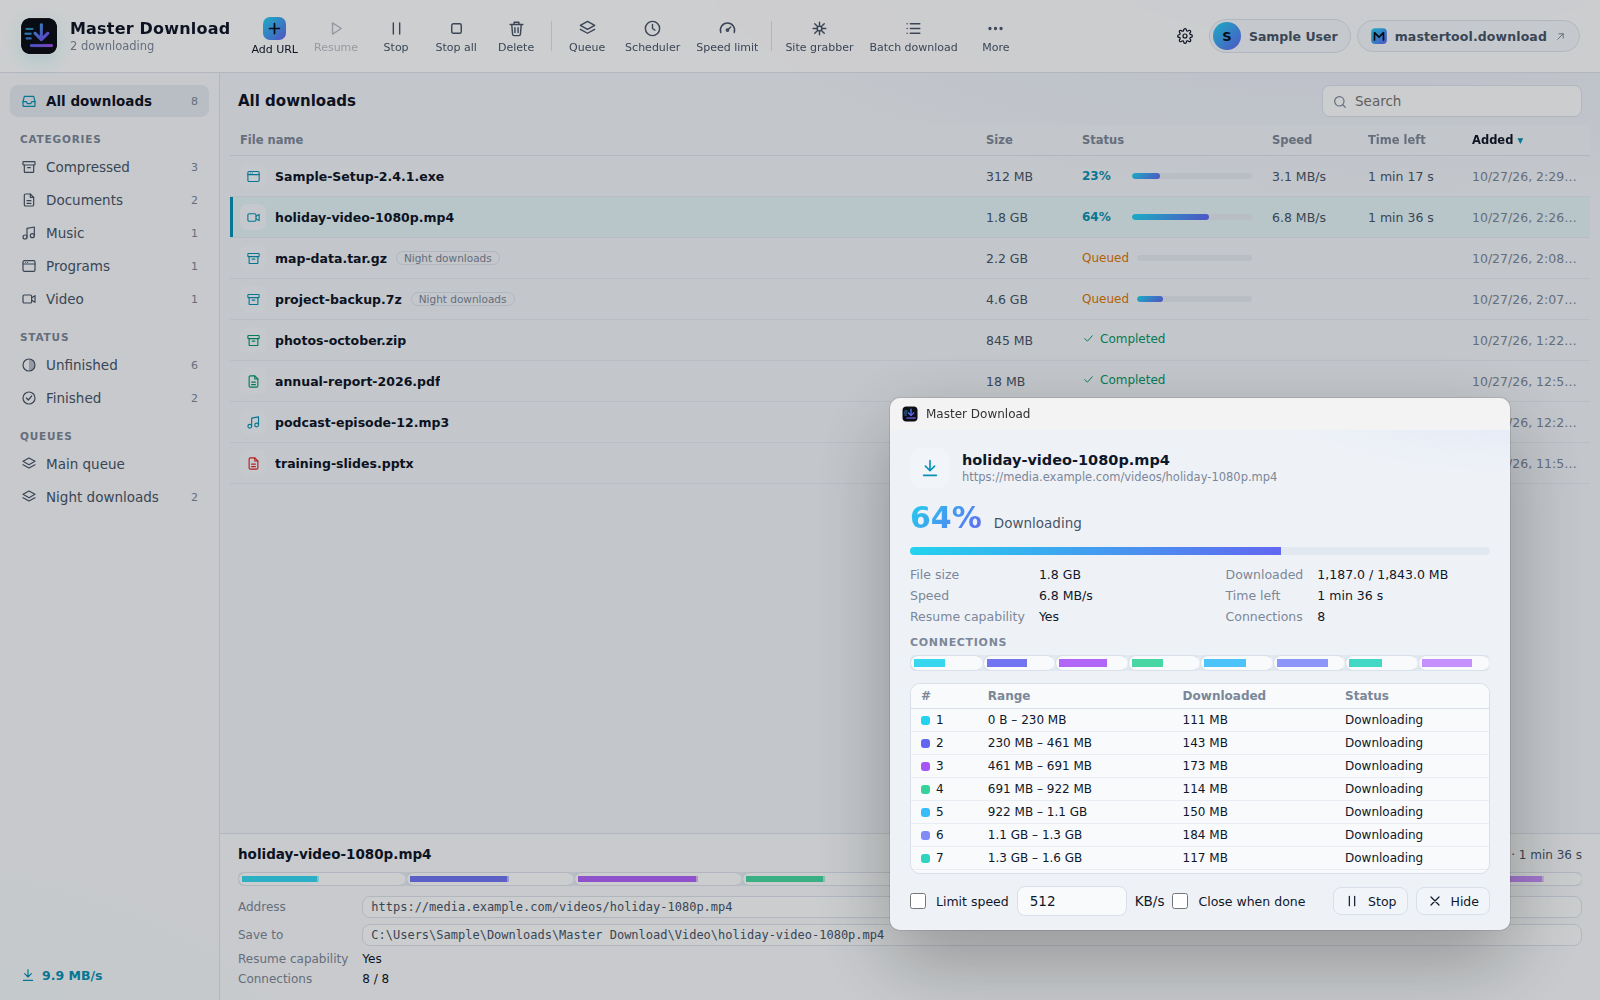 Master Download
2 downloading
Add URL
Resume
Stop
Stop all
Delete
Queue
Scheduler
Speed limit
Site grabber
Batch download
More
S Sample User
mastertool.download
All downloads 8
CATEGORIES
Compressed 3
Documents 2
Music 1
Programs 1
Video 1
STATUS
Unfinished 6
Finished 2
QUEUES
Main queue
Night downloads 2
9.9 MB/s
All downloads
Search
File name Size Status Speed Time left Added
Sample-Setup-2.4.1.exe 312 MB 23% 3.1 MB/s 1 min 17 s 10/27/26, 2:29...
holiday-video-1080p.mp4 1.8 GB 64% 6.8 MB/s 1 min 36 s 10/27/26, 2:26...
map-data.tar.gz Night downloads 2.2 GB Queued 10/27/26, 2:08...
project-backup.7z Night downloads 4.6 GB Queued 10/27/26, 2:07...
photos-october.zip 845 MB Completed 10/27/26, 1:22...
annual-report-2026.pdf 18 MB Completed 10/27/26, 12:5...
podcast-episode-12.mp3 /26, 12:2...
training-slides.pptx /26, 11:5...
Master Download
holiday-video-1080p.mp4
https://media.example.com/videos/holiday-1080p.mp4
64% Downloading
File size 1.8 GB Downloaded 1,187.0 / 1,843.0 MB
Speed 6.8 MB/s Time left 1 min 36 s
Resume capability Yes Connections 8
CONNECTIONS
# Range Downloaded Status
1 0 B – 230 MB 111 MB Downloading
2 230 MB – 461 MB 143 MB Downloading
3 461 MB – 691 MB 173 MB Downloading
4 691 MB – 922 MB 114 MB Downloading
5 922 MB – 1.1 GB 150 MB Downloading
6 1.1 GB – 1.3 GB 184 MB Downloading
7 1.3 GB – 1.6 GB 117 MB Downloading
Limit speed 512 KB/s Close when done Stop Hide
holiday-video-1080p.mp4 · 1 min 36 s
Address https://media.example.com/videos/holiday-1080p.mp4
Save to C:\Users\Sample\Downloads\Master Download\Video\holiday-video-1080p.mp4
Resume capability Yes
Connections 8 / 8